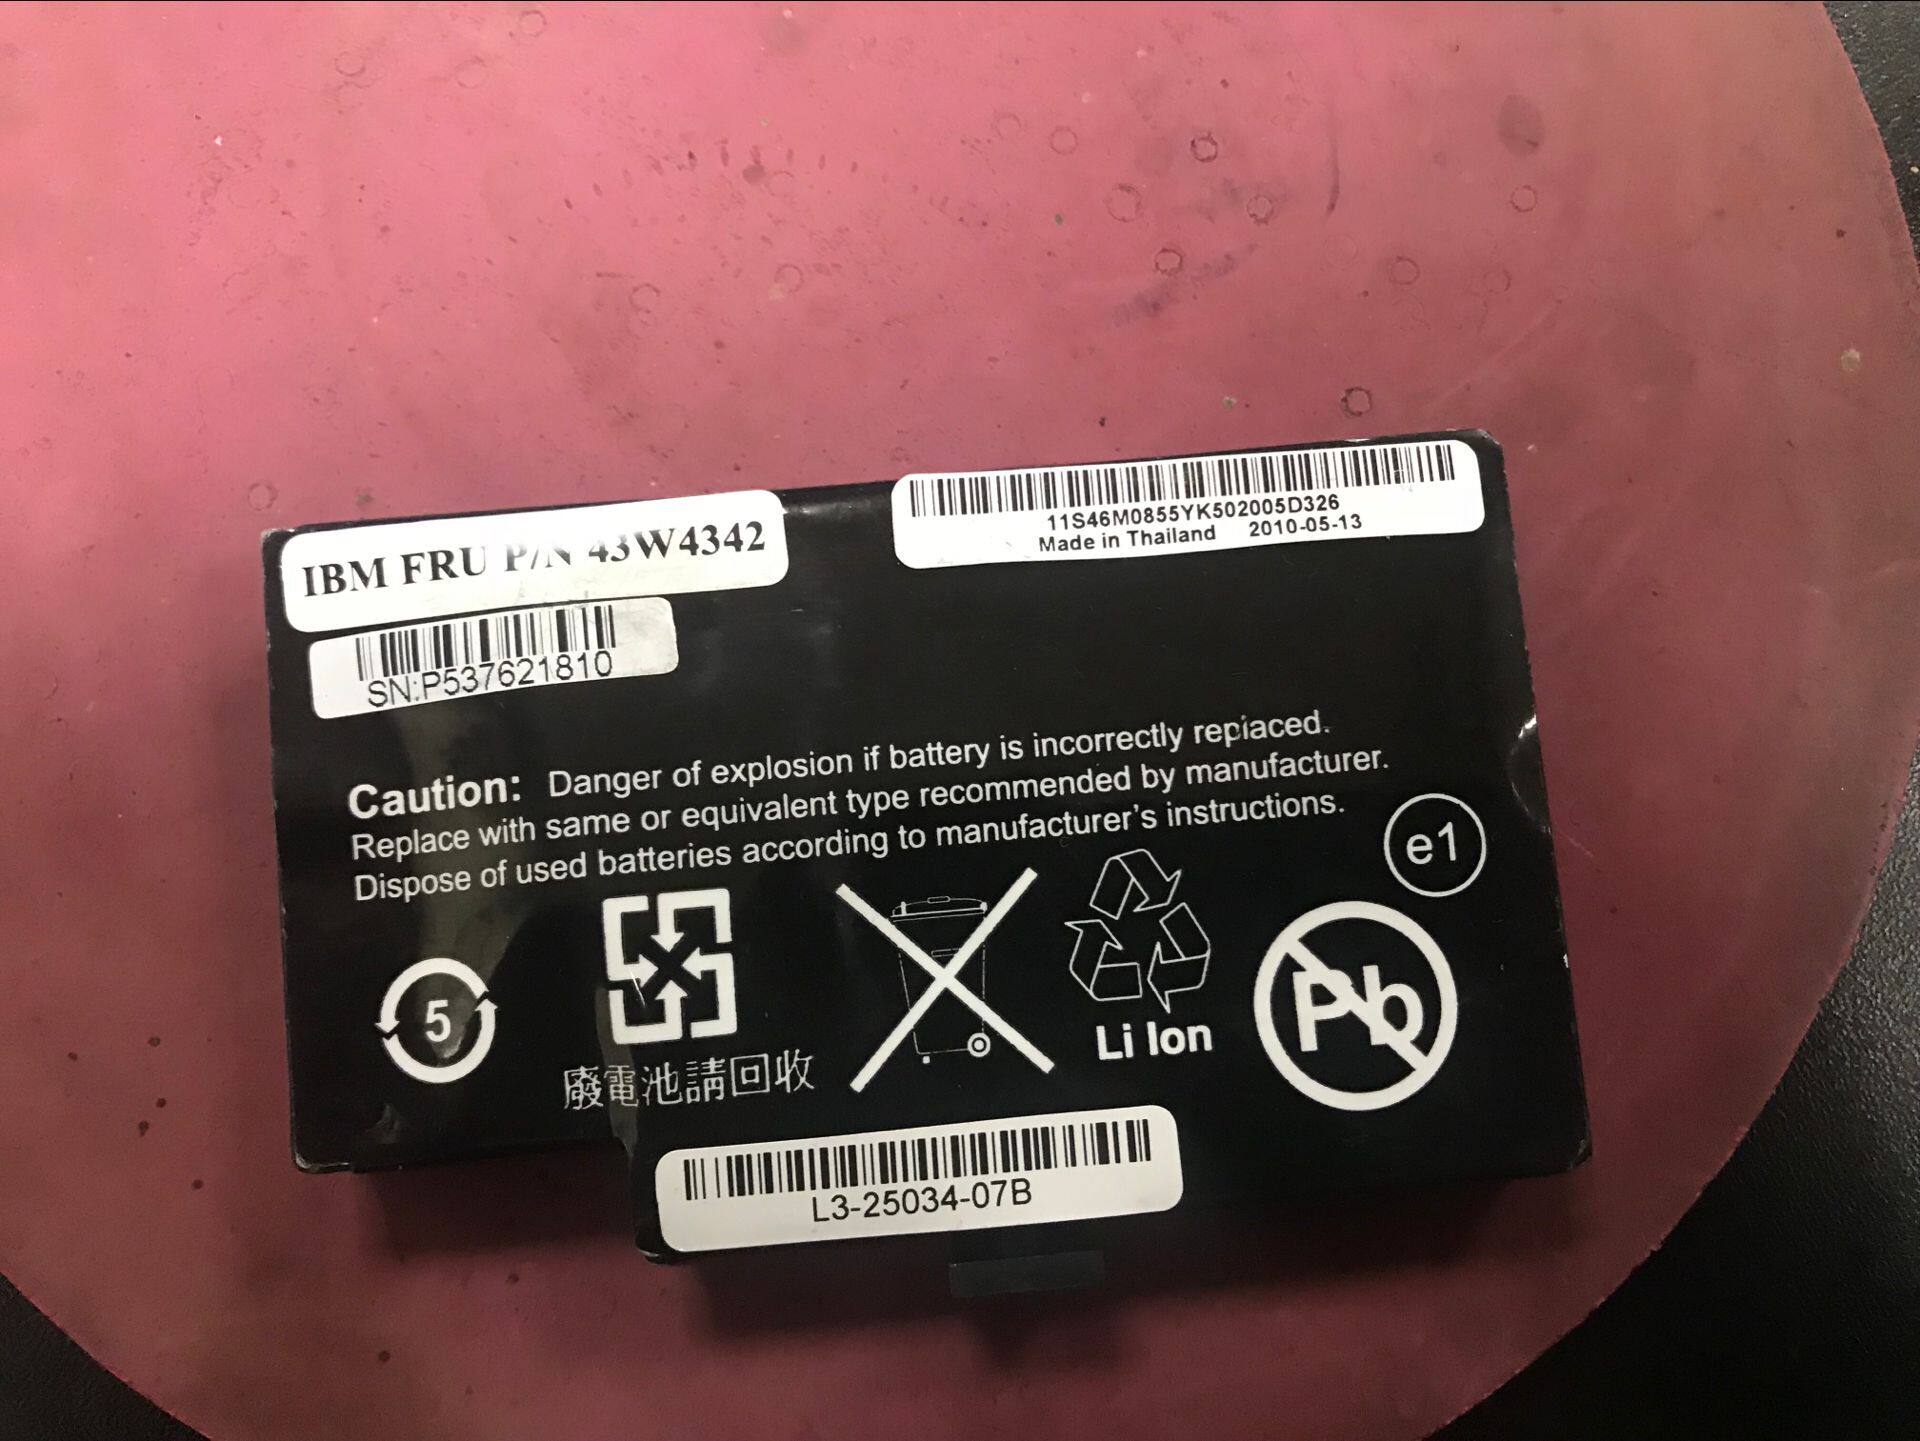 IBM FRU P/N 43W4342
11S46M0855YK502005D326
Made in Thailand 2010-05-13
SN:P537621810
Caution: Danger of explosion if battery is incorrectly repiaced.
Replace with same or equivalent type recommended by manufacturer.
Dispose of used batteries according to manufacturer's instructions.
e1
5
Li Ion
Pb
廢電池請回收
L3-25034-07B